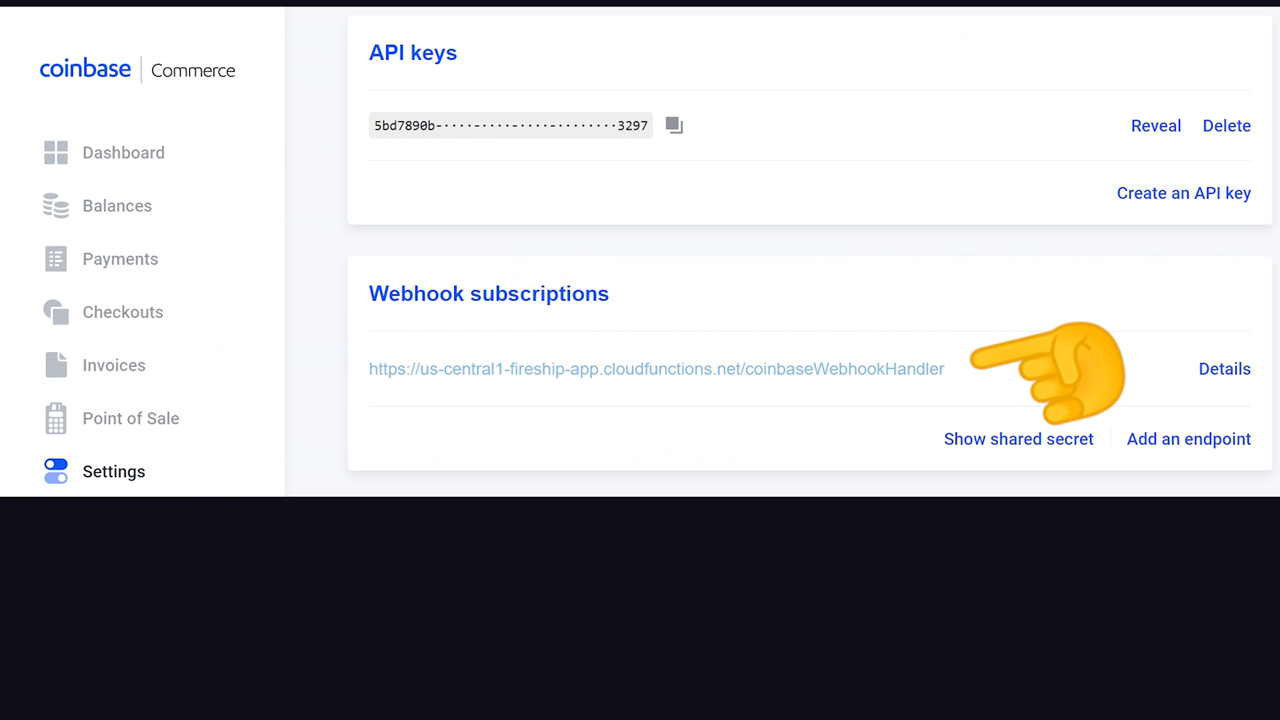 coinbase | Commerce
Dashboard
Balances
Payments
Checkouts
Invoices
Point of Sale
Settings
API keys
5bd7890b-····-····-····-········3297
Reveal Delete
Create an API key
Webhook subscriptions
https://us-central1-fireship-app.cloudfunctions.net/coinbaseWebhookHandler
Details
Show shared secret Add an endpoint